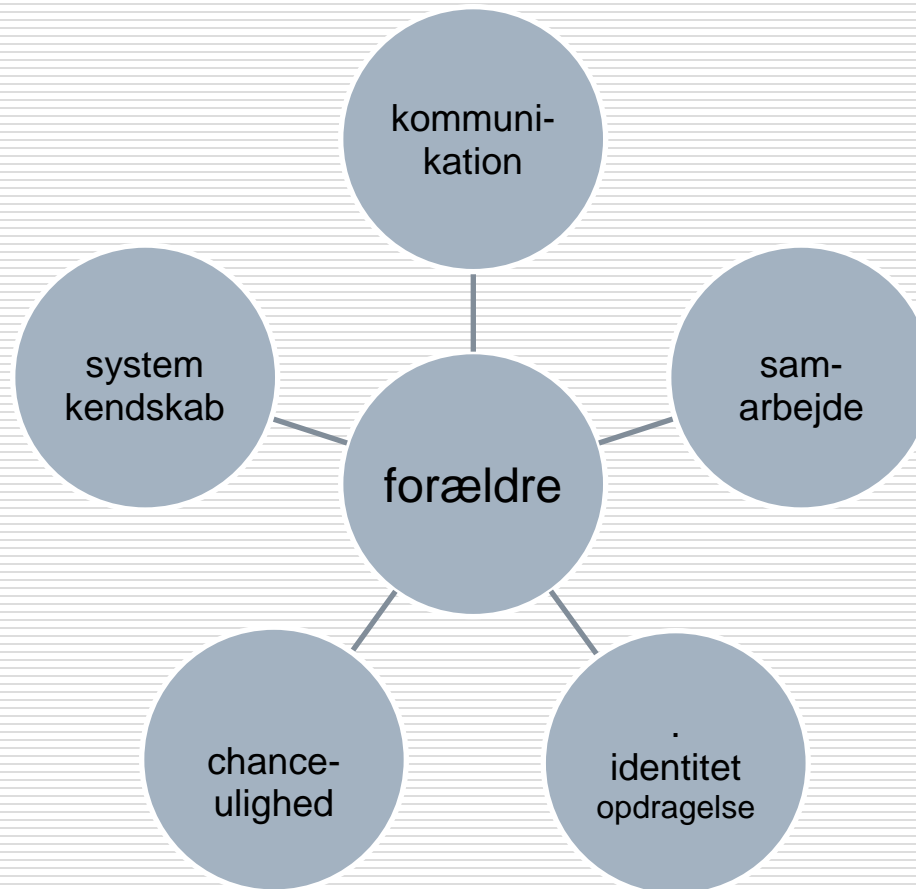 kommuni-
kation
system
kendskab
sam-
arbejde
forældre
chance-
ulighed
.
identitet
opdragelse